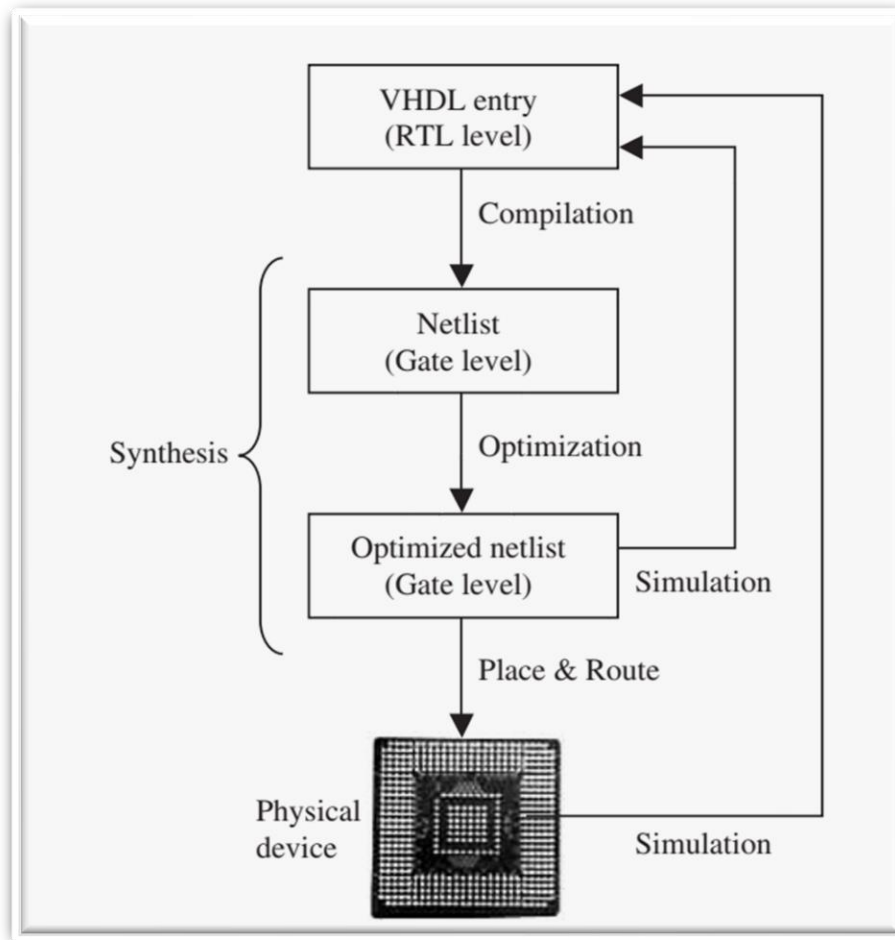 VHDL entry
(RTL level)
Compilation
Netlist
(Gate level)
Synthesis
Optimization
Optimized netlist
(Gate level)
Simulation
Place & Route
Physical
device
Simulation